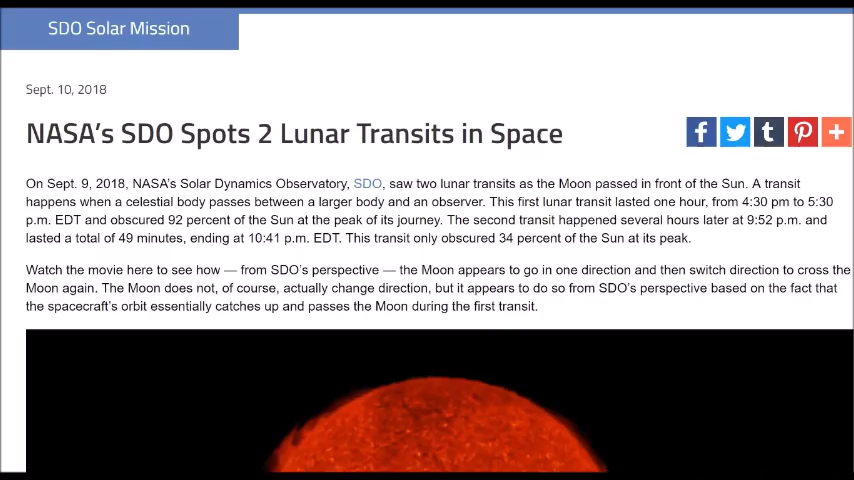 SDO Solar Mission
Sept. 10, 2018
NASA's SDO Spots 2 Lunar Transits in Space
On Sept. 9, 2018, NASA's Solar Dynamics Observatory, SDO, saw two lunar transits as the Moon passed in front of the Sun. A transit
happens when a celestial body passes between a larger body and an observer. This first lunar transit lasted one hour, from 4:30 pm to 5:30
p.m. EDT and obscured 92 percent of the Sun at the peak of its journey. The second transit happened several hours later at 9:52 p.m. and
lasted a total of 49 minutes, ending at 10:41 p.m. EDT. This transit only obscured 34 percent of the Sun at its peak.
Watch the movie here to see how — from SDO's perspective — the Moon appears to go in one direction and then switch direction to cross the
Moon again. The Moon does not, of course, actually change direction, but it appears to do so from SDO's perspective based on the fact that
the spacecraft's orbit essentially catches up and passes the Moon during the first transit.